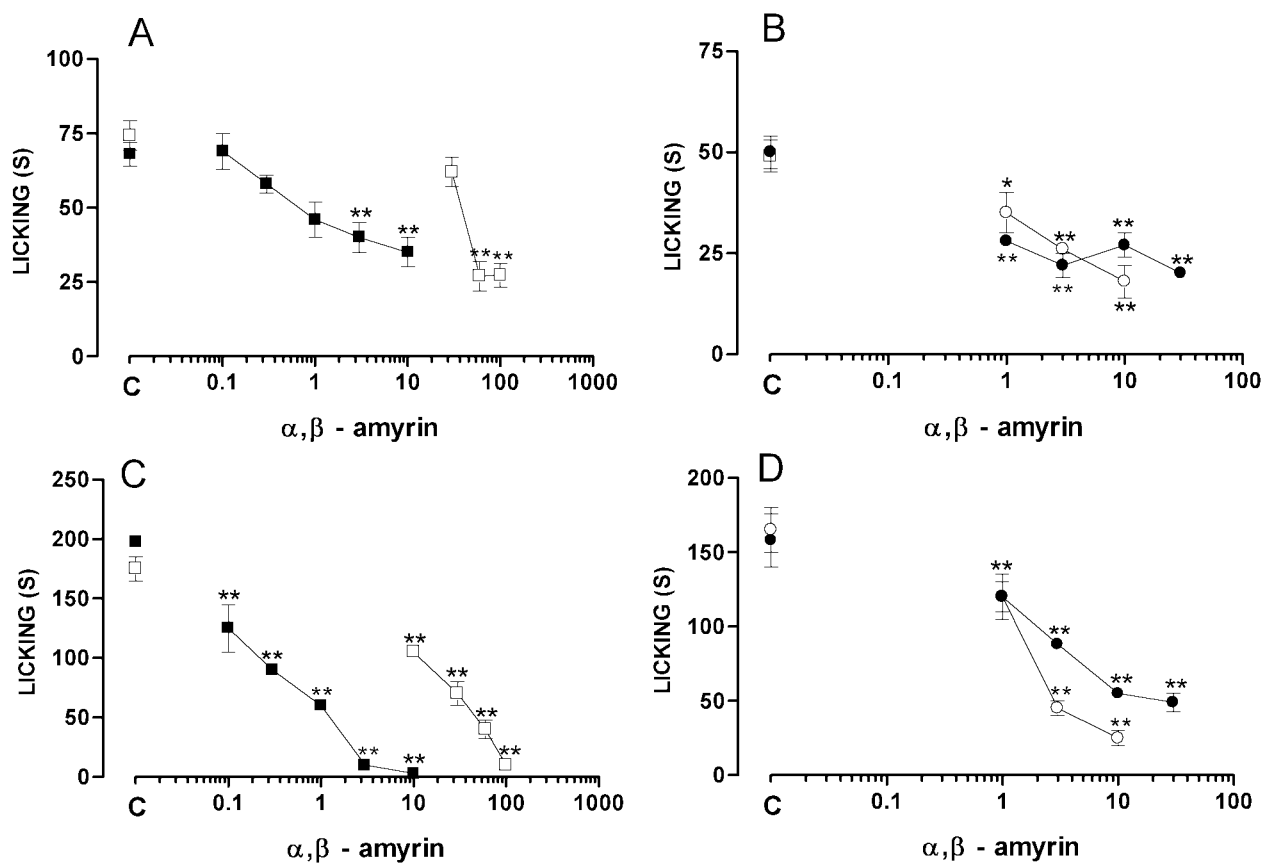 A
LICKING (S)
100
75
50
25
0
** **
** **
C 0.1 1 10 100 1000
α,β - amyrin
B
LICKING (S)
75
50
25
0
*
** ** ** **
** **
C 0.1 1 10 100
α,β - amyrin
C
LICKING (S)
250
200
150
100
50
0
** ** ** ** **
** ** ** **
C 0.1 1 10 100 1000
α,β - amyrin
D
LICKING (S)
200
150
100
50
0
** ** ** **
** **
C 0.1 1 10 100
α,β - amyrin